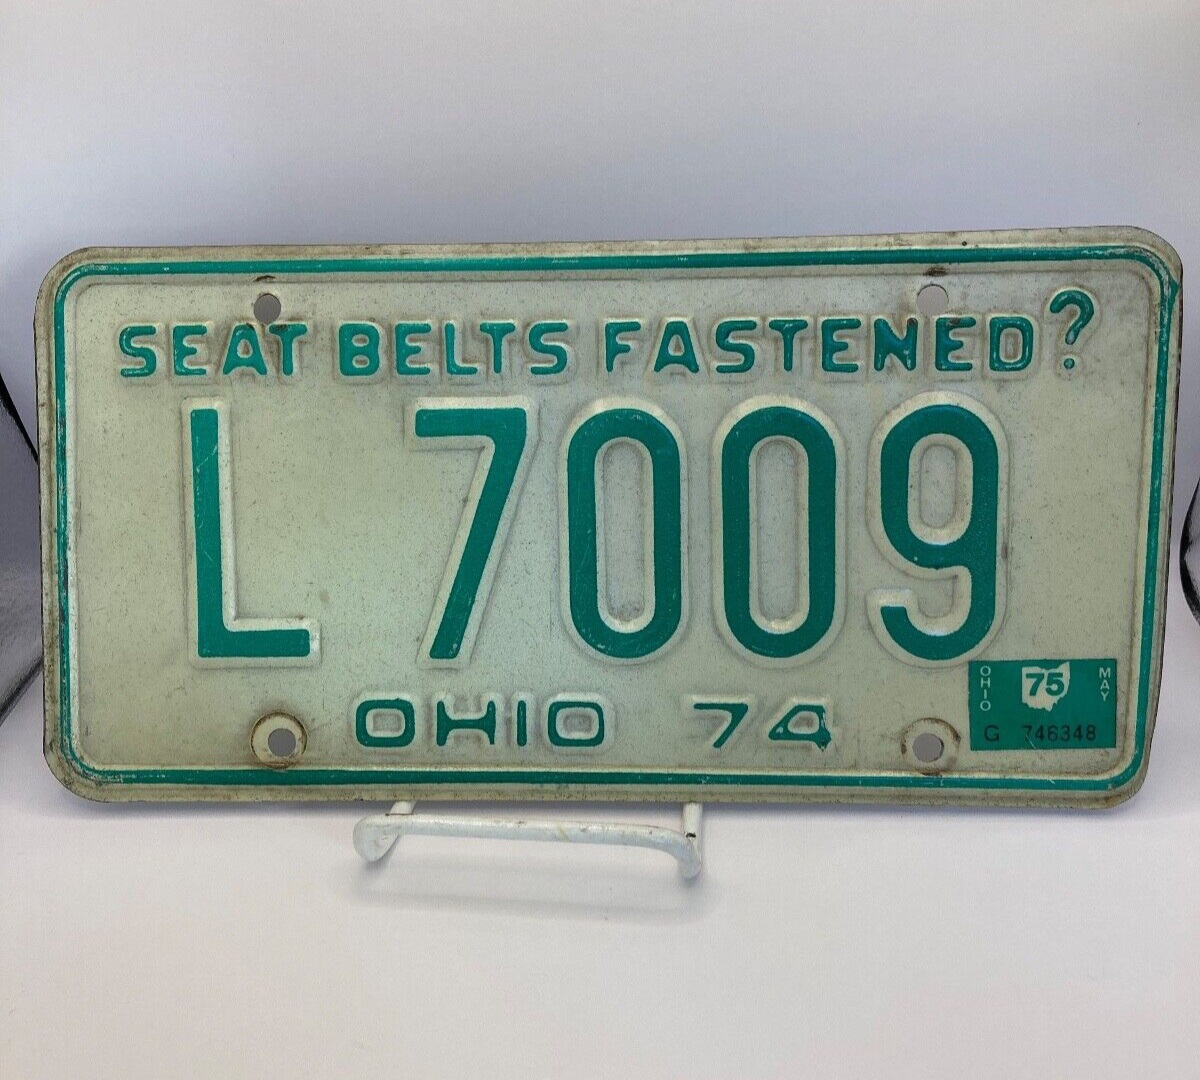 SEAT BELTS FASTENED?
L 7009
OHIO 74
OHIO 75 MAY
G 746348